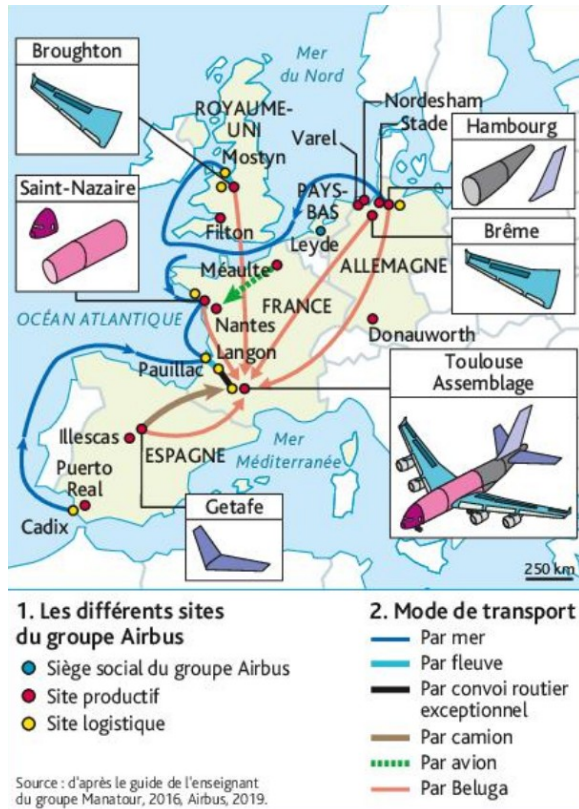 Broughton
Mer
du Nord
ROYAUME-
UNI
Mostyn
Nordesham
Stade
Varel
Hambourg
Saint-Nazaire
Filton
PAYS-
BAS
Leyde
Brême
Méaulte
ALLEMAGNE
OCÉAN ATLANTIQUE
FRANCE
Nantes
Donauworth
Langon
Pauillac
Toulouse
Assemblage
Illescas
ESPAGNE
Mer
Méditerranée
Puerto
Real
Getafe
Cadix
250 km
1. Les différents sites
du groupe Airbus
Siège social du groupe Airbus
Site productif
Site logistique
2. Mode de transport
Par mer
Par fleuve
Par convoi routier
exceptionnel
Par camion
Par avion
Par Beluga
Source : d'après le guide de l'enseignant
du groupe Manatour, 2016, Airbus, 2019.